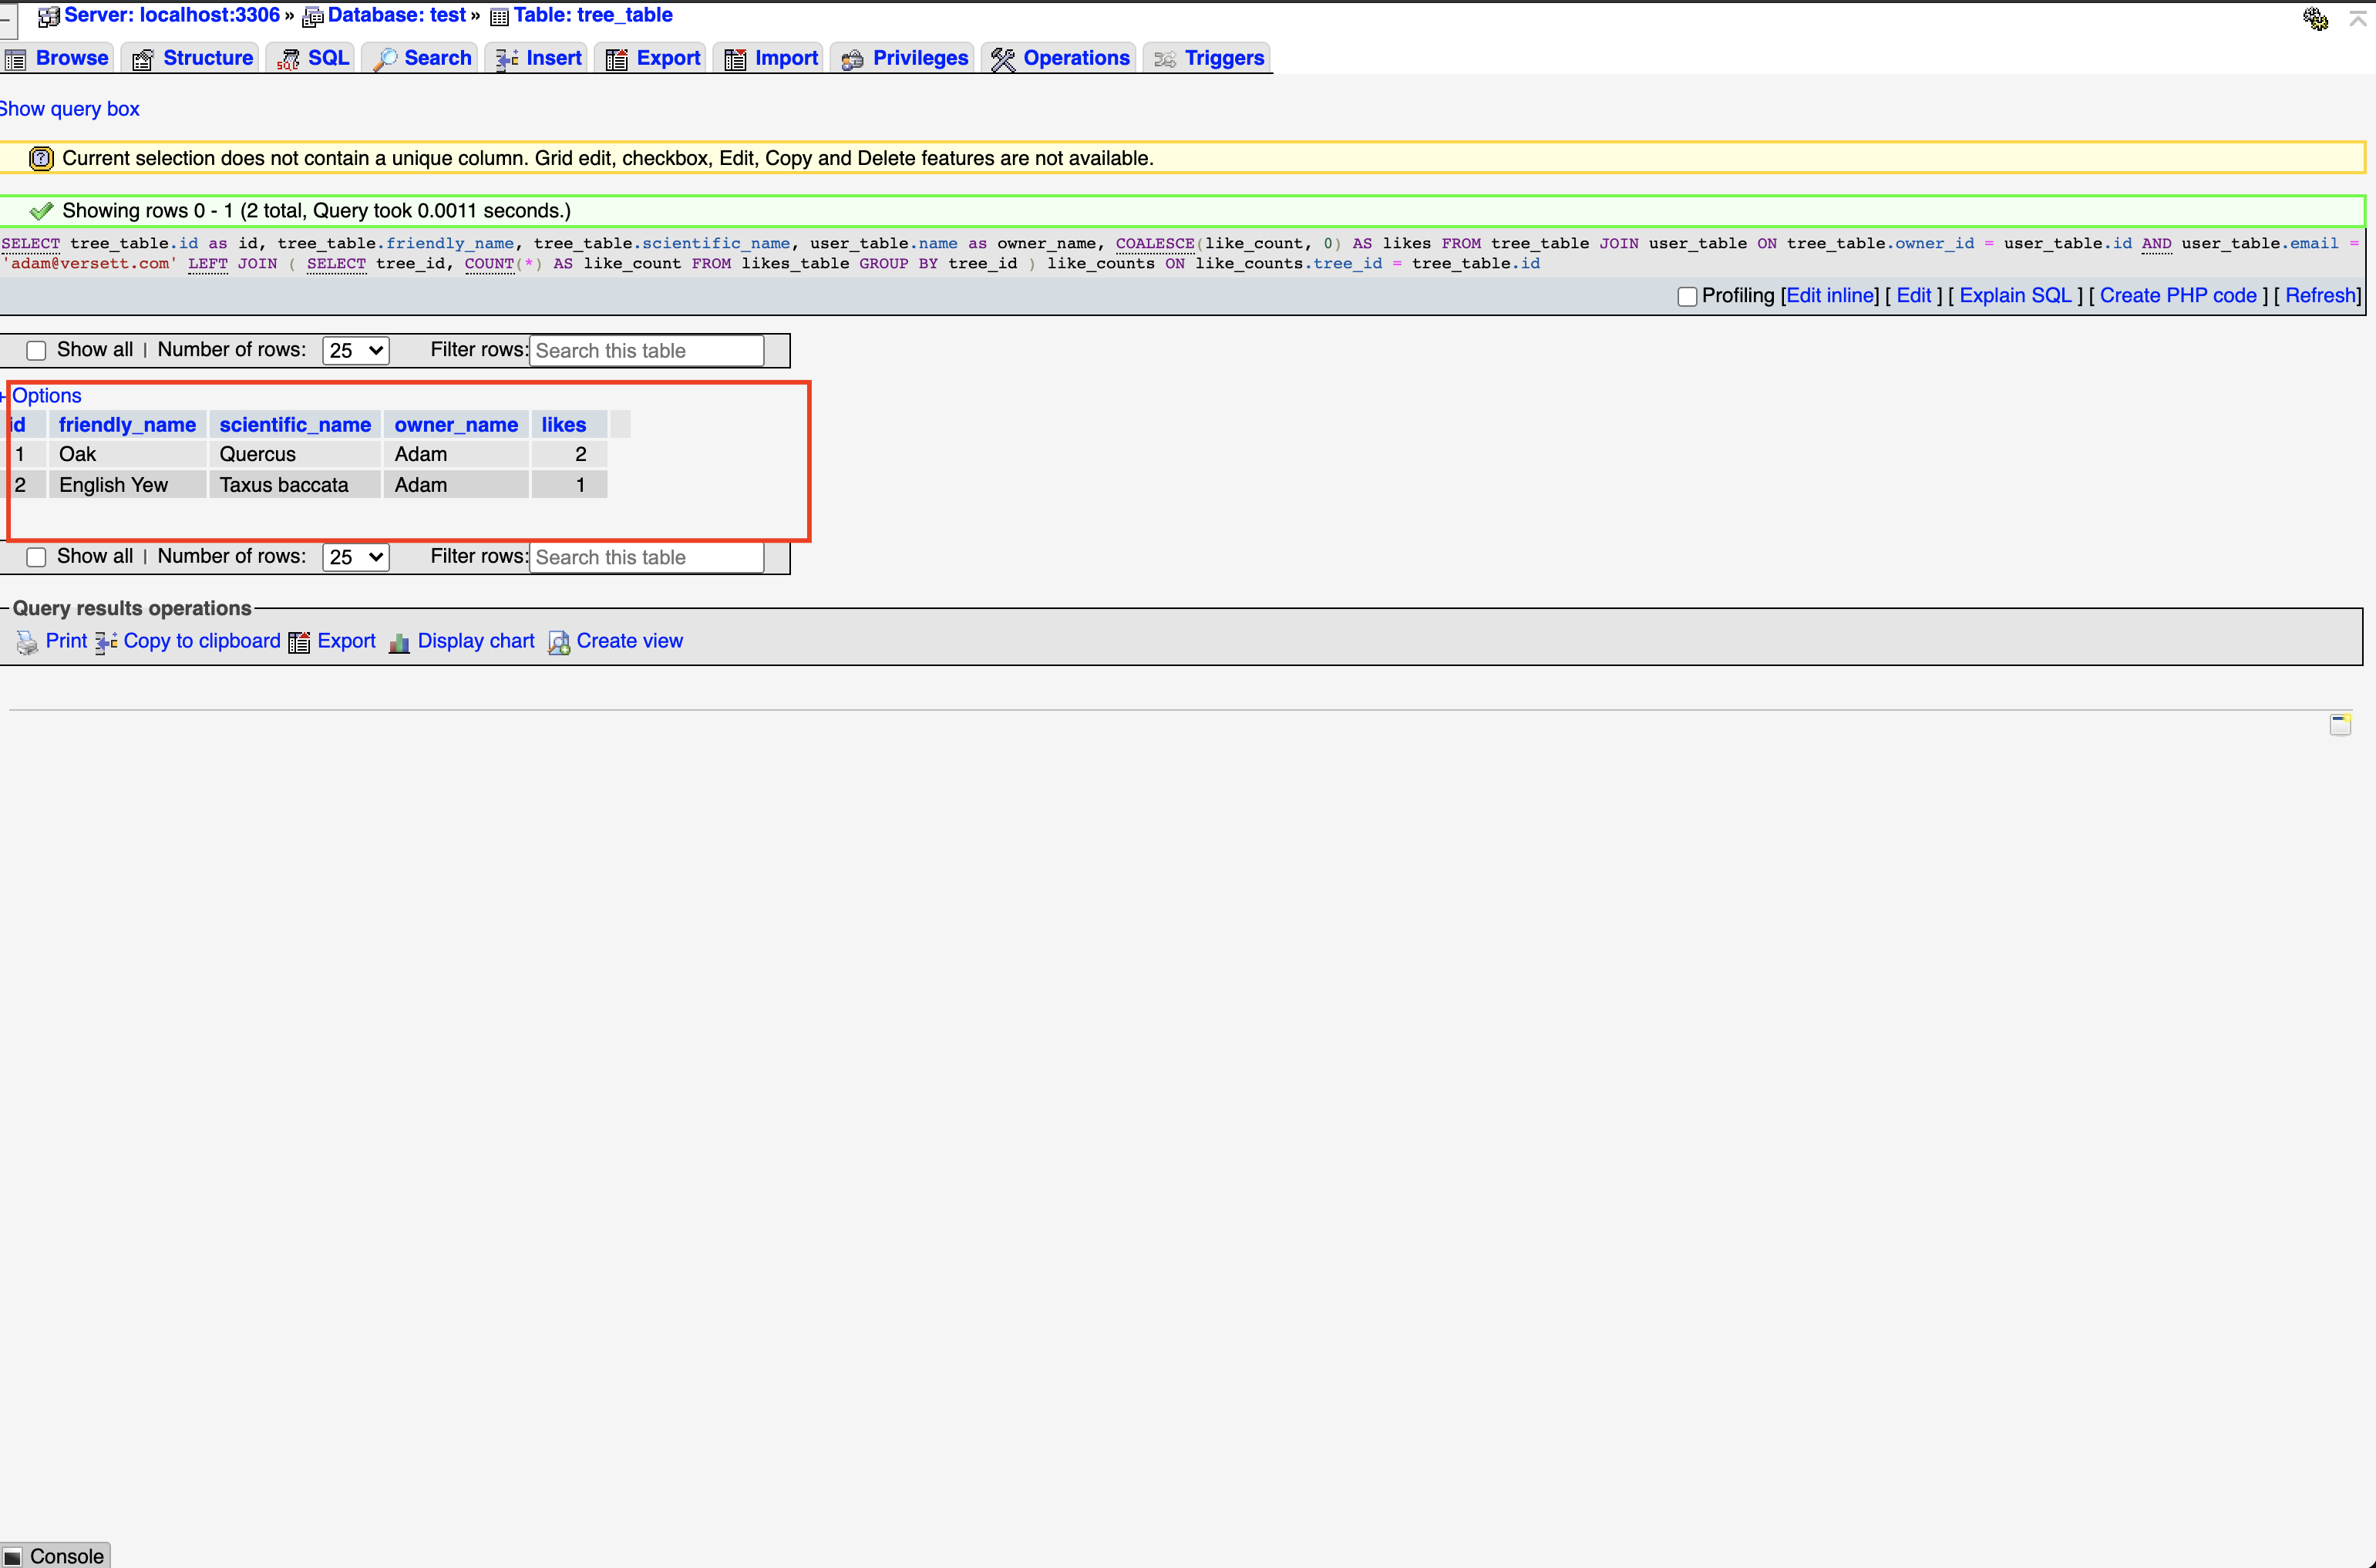 Server: localhost:3306 » Database: test » Table: tree_table
Browse Structure SQL Search Insert Export Import Privileges Operations Triggers
Show query box
Current selection does not contain a unique column. Grid edit, checkbox, Edit, Copy and Delete features are not available.
Showing rows 0 - 1 (2 total, Query took 0.0011 seconds.)
SELECT tree_table.id as id, tree_table.friendly_name, tree_table.scientific_name, user_table.name as owner_name, COALESCE(like_count, 0) AS likes FROM tree_table JOIN user_table ON tree_table.owner_id = user_table.id AND user_table.email =
'adam@versett.com' LEFT JOIN ( SELECT tree_id, COUNT(*) AS like_count FROM likes_table GROUP BY tree_id ) like_counts ON like_counts.tree_id = tree_table.id
Profiling [Edit inline] [ Edit ] [ Explain SQL ] [ Create PHP code ] [ Refresh]
Show all | Number of rows: 25 Filter rows: Search this table
+ Options
id friendly_name scientific_name owner_name likes
1 Oak Quercus Adam 2
2 English Yew Taxus baccata Adam 1
Show all | Number of rows: 25 Filter rows: Search this table
Query results operations
Print Copy to clipboard Export Display chart Create view
Console